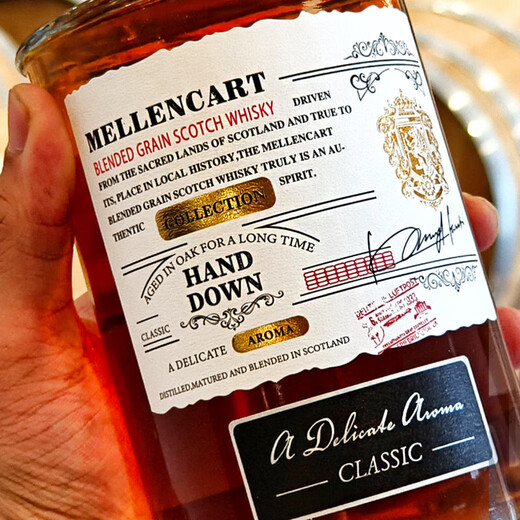 MELLENCART
BLENDED GRAIN SCOTCH WHISKY DRIVEN
FROM THE SACRED LANDS OF SCOTLAND AND TRUE TO
ITS, PLACE IN LOCAL HISTORY, THE MELLENCART
BLENDED GRAIN SCOTCH WHISKY TRULY IS AN AU-
THENTIC COLLECTION SPIRIT.
AGED IN OAK FOR A LONG TIME
HAND
DOWN
CLASSIC
A DELICATE AROMA
DISTILLED, MATURED AND BLENDED IN SCOTLAND
A Delicate Aroma
CLASSIC